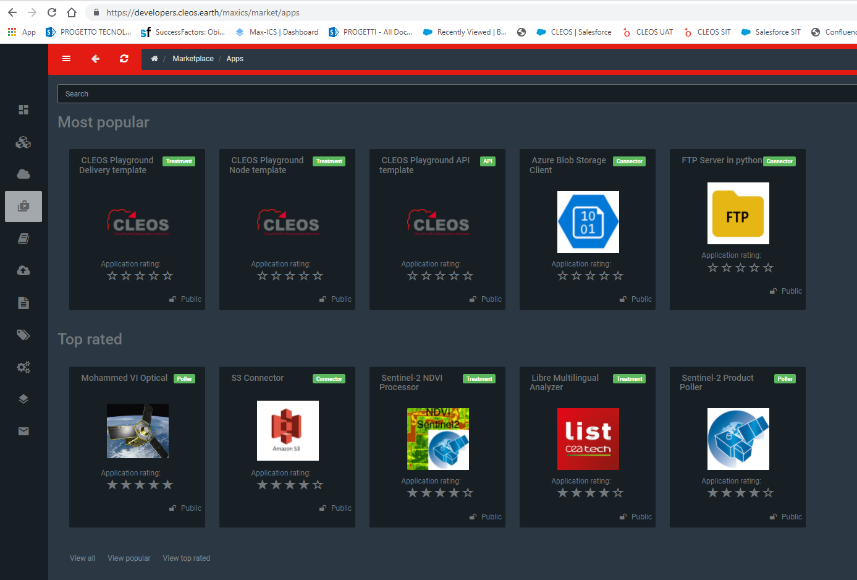 https://developers.cleos.earth/maxics/market/apps
App
PROGETTO TECNOL...
SuccessFactors: Obi...
Max-ICS | Dashboard
PROGETTI - All Doc...
Recently Viewed | B...
CLEOS | Salesforce
CLEOS UAT
CLEOS SIT
Salesforce SIT
Confluenc
/ Marketplace / Apps
Search
Most popular
CLEOS Playground
Delivery template
Treatment
CLEOS
Application rating:
Public
CLEOS Playground
Node template
Treatment
CLEOS
Application rating:
Public
CLEOS Playground API
template
API
CLEOS
Application rating:
Public
Azure Blob Storage
Client
Connector
10
01
Application rating:
Public
FTP Server in python
Connector
FTP
Application rating:
Public
Top rated
Mohammed VI Optical
Poller
Application rating:
Public
S3 Connector
Connector
Amazon S3
Application rating:
Public
Sentinel-2 NDVI
Processor
Treatment
NDVI
Sentinel2
Application rating:
Public
Libre Multilingual
Analyzer
Treatment
list
ceatech
Application rating:
Public
Sentinel-2 Product
Poller
Poller
Application rating:
Public
View all
View popular
View top rated